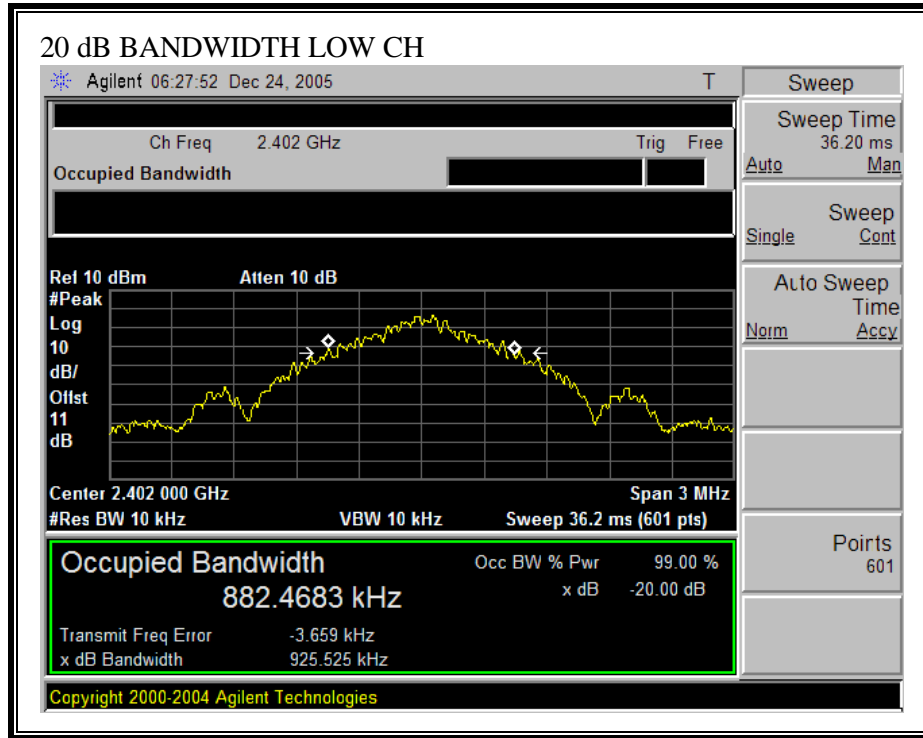 20 dB BANDWIDTH LOW CH
Agilent 06:27:52 Dec 24, 2005 T
Ch Freq 2.402 GHz Trig Free
Occupied Bandwidth
Ref 10 dBm Atten 10 dB
#Peak
Log
10
dB/
Offst
11
dB
Center 2.402 000 GHz Span 3 MHz
#Res BW 10 kHz VBW 10 kHz Sweep 36.2 ms (601 pts)
Occupied Bandwidth
882.4683 kHz
Occ BW % Pwr 99.00 %
x dB -20.00 dB
Transmit Freq Error -3.659 kHz
x dB Bandwidth 925.525 kHz
Copyright 2000-2004 Agilent Technologies
Sweep
Sweep Time
36.20 ms
Auto Man
Sweep
Single Cont
Auto Sweep
Time
Norm Accy
Points
601